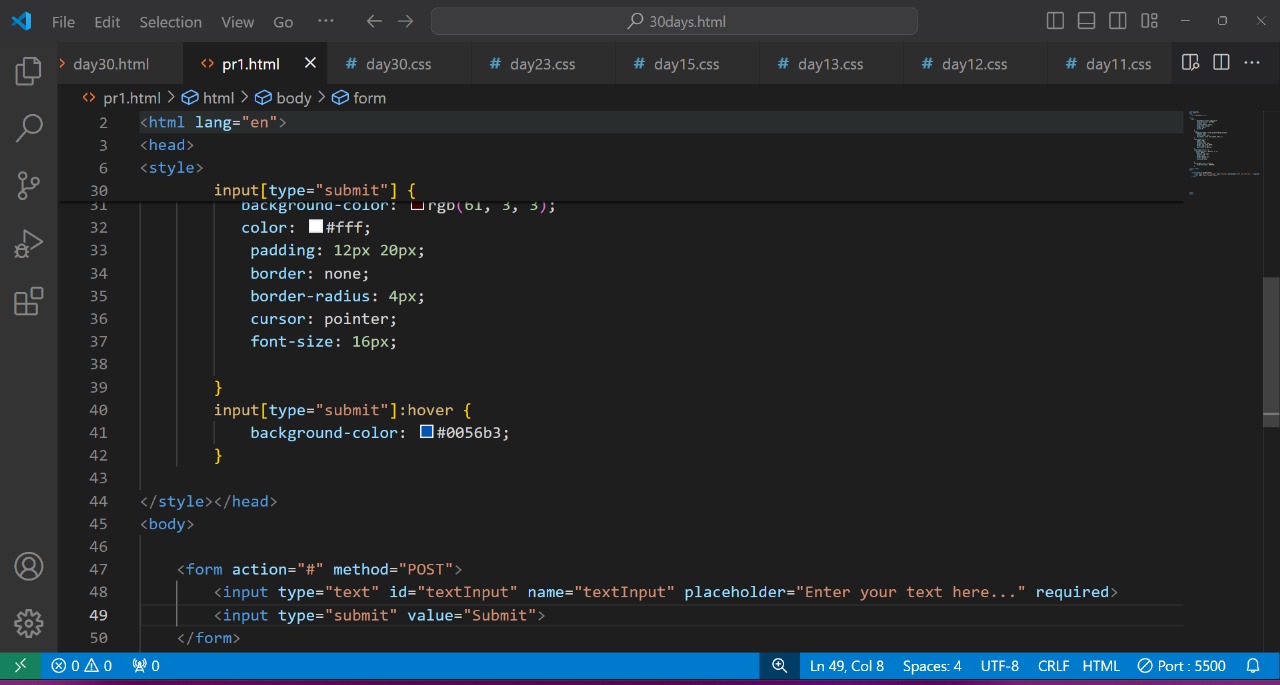 File Edit Selection View Go ··· 30days.html
day30.html pr1.html day30.css day23.css day15.css day13.css day12.css day11.css
pr1.html > html > body > form
2 <html lang="en">
3 <head>
6 <style>
30 input[type="submit"] {
31 background-color: rgb(61, 3, 3);
32 color: #fff;
33 padding: 12px 20px;
34 border: none;
35 border-radius: 4px;
36 cursor: pointer;
37 font-size: 16px;
38
39 }
40 input[type="submit"]:hover {
41 background-color: #0056b3;
42 }
43
44 </style></head>
45 <body>
46
47 <form action="#" method="POST">
48 <input type="text" id="textInput" name="textInput" placeholder="Enter your text here..." required>
49 <input type="submit" value="Submit">
50 </form>
0 0 0 Ln 49, Col 8 Spaces: 4 UTF-8 CRLF HTML Port : 5500